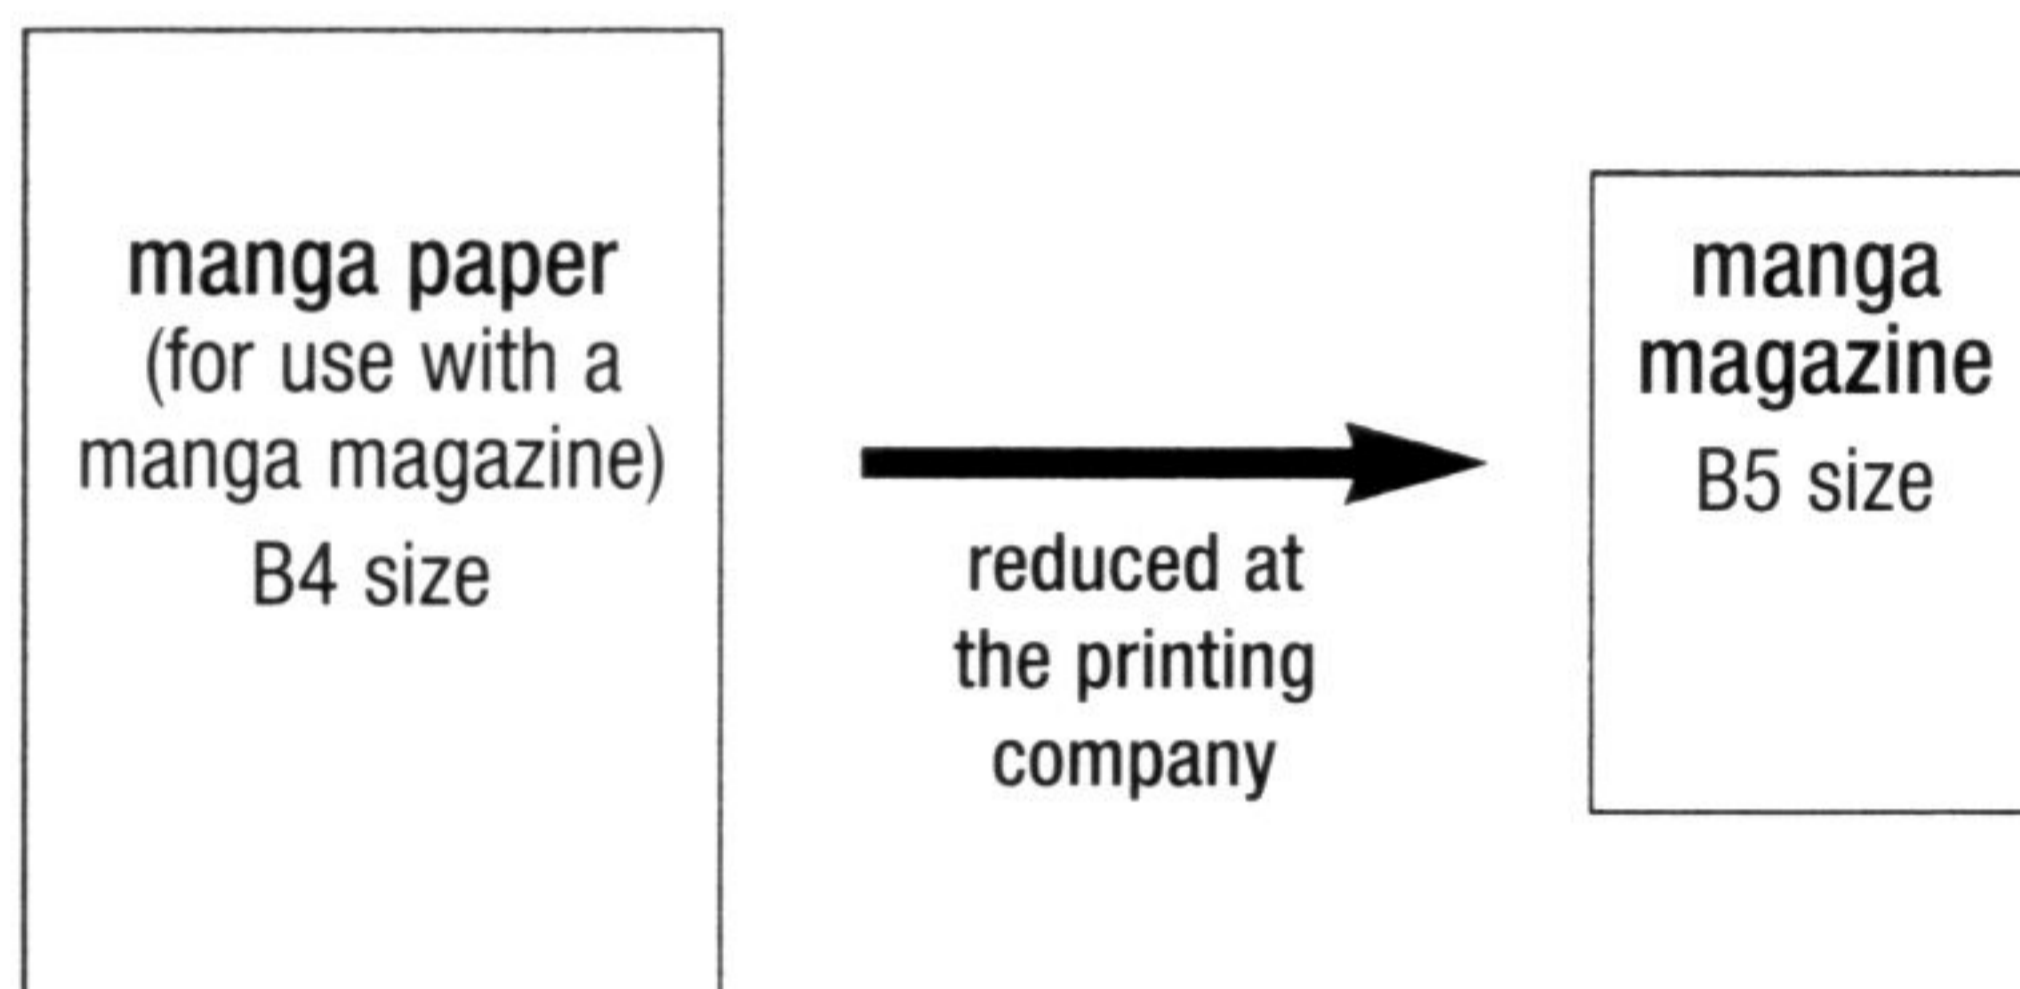 manga paper
(for use with a
manga magazine)
B4 size
reduced at
the printing
company
manga
magazine
B5 size